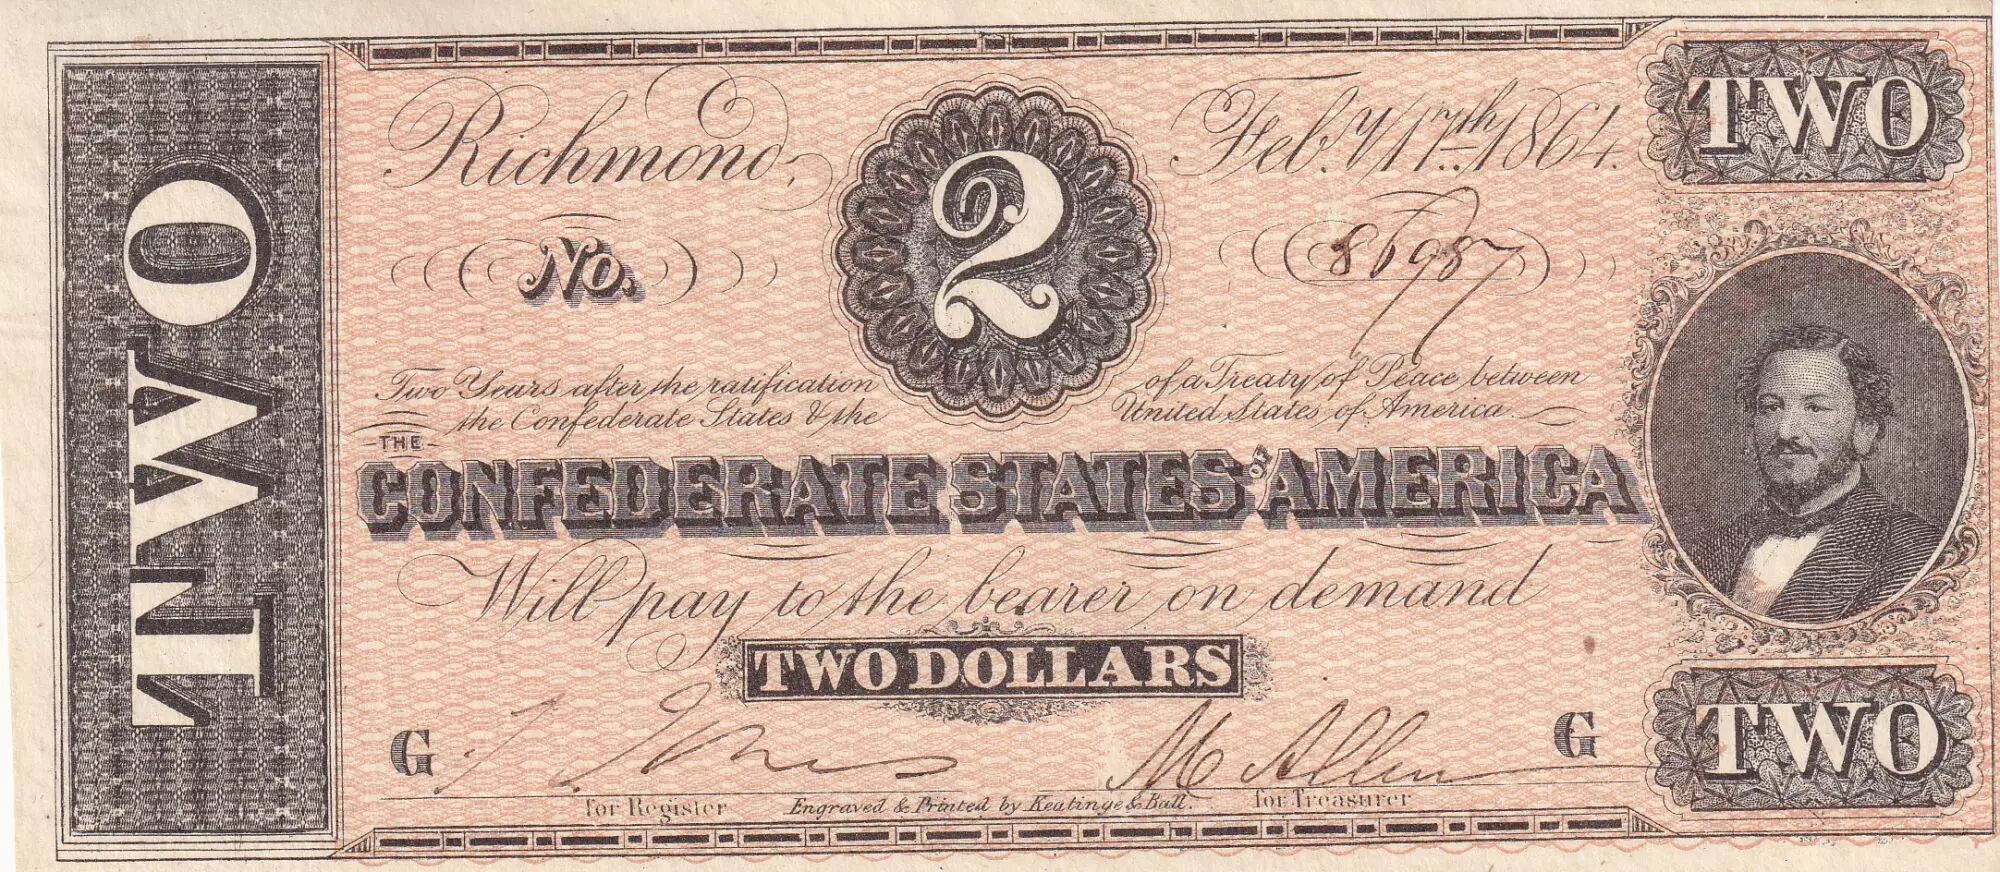 TWO
Richmond,
2
Feb.y 17th 1864.
TWO
No.
86987
Two Years after the ratification of a Treaty of Peace between
the Confederate States & the United States of America.
THE
CONFEDERATE STATES OF AMERICA
Will pay to the bearer on demand
TWO DOLLARS
G
M Allen
G
TWO
for Register
Engraved & Printed by Keatinge & Ball.
for Treasurer